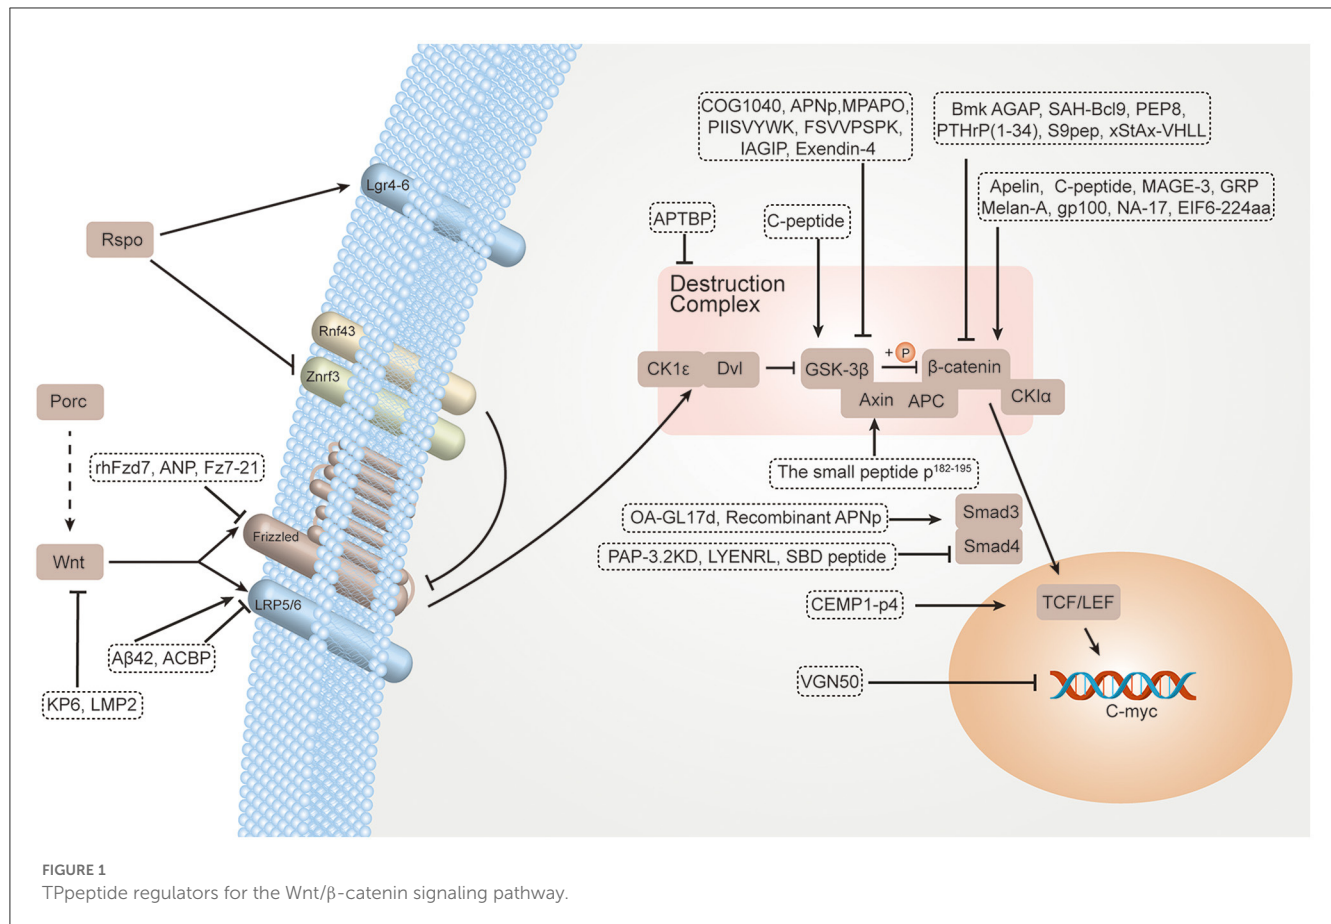 COG1040, APNp,MPAPO,
PIISVYWK, FSVVPSPK,
IAGIP, Exendin-4
Bmk AGAP, SAH-Bcl9, PEP8,
PTHrP(1-34), S9pep, xStAx-VHLL
Apelin, C-peptide, MAGE-3, GRP
Melan-A, gp100, NA-17, EIF6-224aa
Lgr4-6
Rspo
APTBP
C-peptide
Destruction
Complex
Rnf43
Znrf3
CK1ε
Dvl
GSK-3β
+ P
β-catenin
Axin
APC
CKIα
Porc
rhFzd7, ANP, Fz7-21
The small peptide p182-195
OA-GL17d, Recombinant APNp
Smad3
PAP-3.2KD, LYENRL, SBD peptide
Smad4
Wnt
Frizzled
LRP5/6
CEMP1-p4
TCF/LEF
Aβ42, ACBP
VGN50
KP6, LMP2
C-myc
FIGURE 1
TPpeptide regulators for the Wnt/β-catenin signaling pathway.